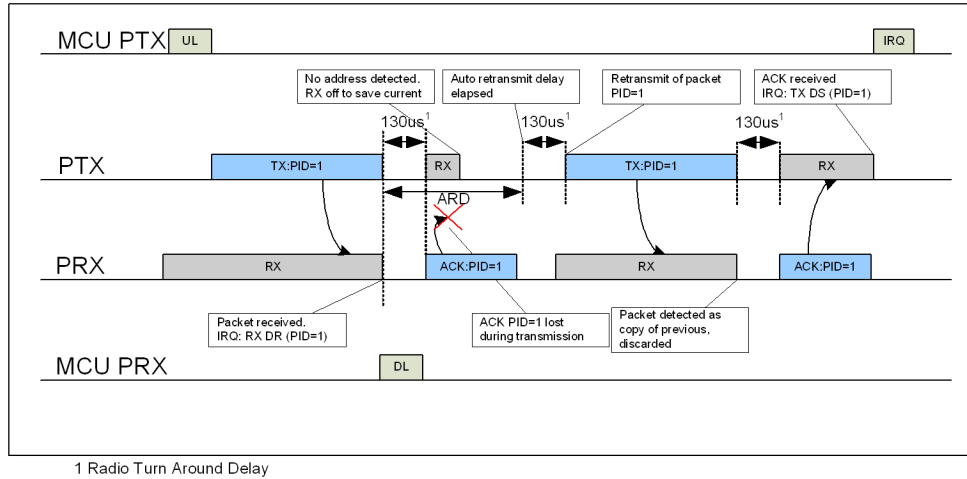 MCU PTX
UL
IRQ
No address detected.
RX off to save current
Auto retransmit delay
elapsed
Retransmit of packet
PID=1
ACK received
IRQ: TX DS (PID=1)
130us1
130us1
130us1
PTX
TX:PID=1
RX
TX:PID=1
RX
ARD
PRX
RX
ACK:PID=1
RX
ACK:PID=1
Packet received.
IRQ: RX DR (PID=1)
ACK PID=1 lost
during transmission
Packet detected as
copy of previous,
discarded
MCU PRX
DL
1 Radio Turn Around Delay